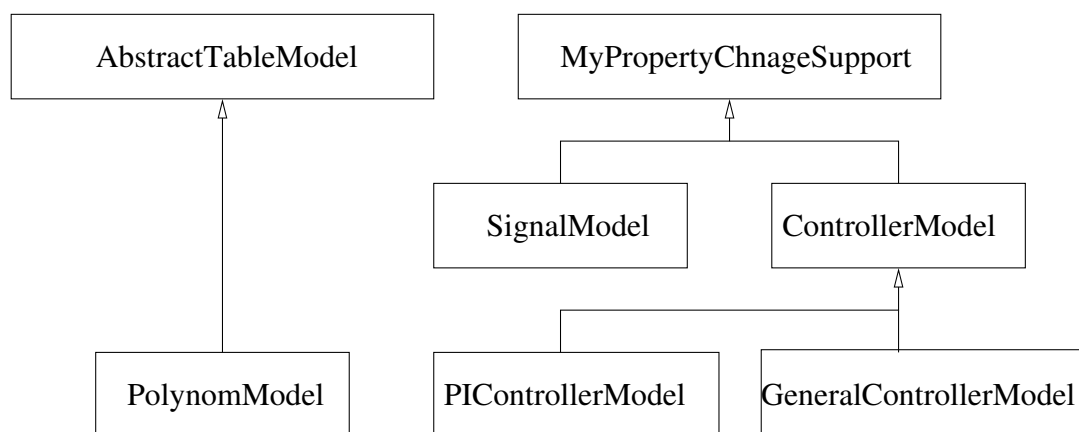 AbstractTableModel
MyPropertyChnageSupport
SignalModel
ControllerModel
PolynomModel
PIControllerModel
GeneralControllerModel